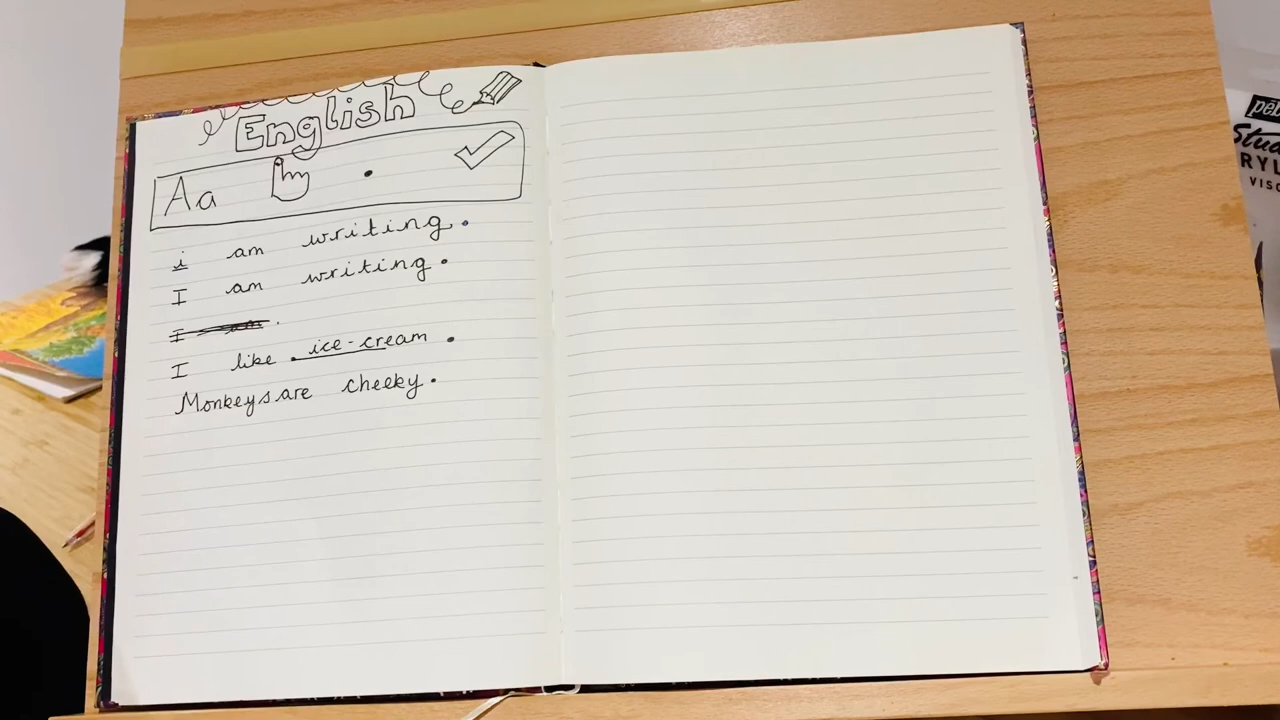 English
Aa .
i am writing.
I am writing.
I like ice-cream.
Monkeys are cheeky.